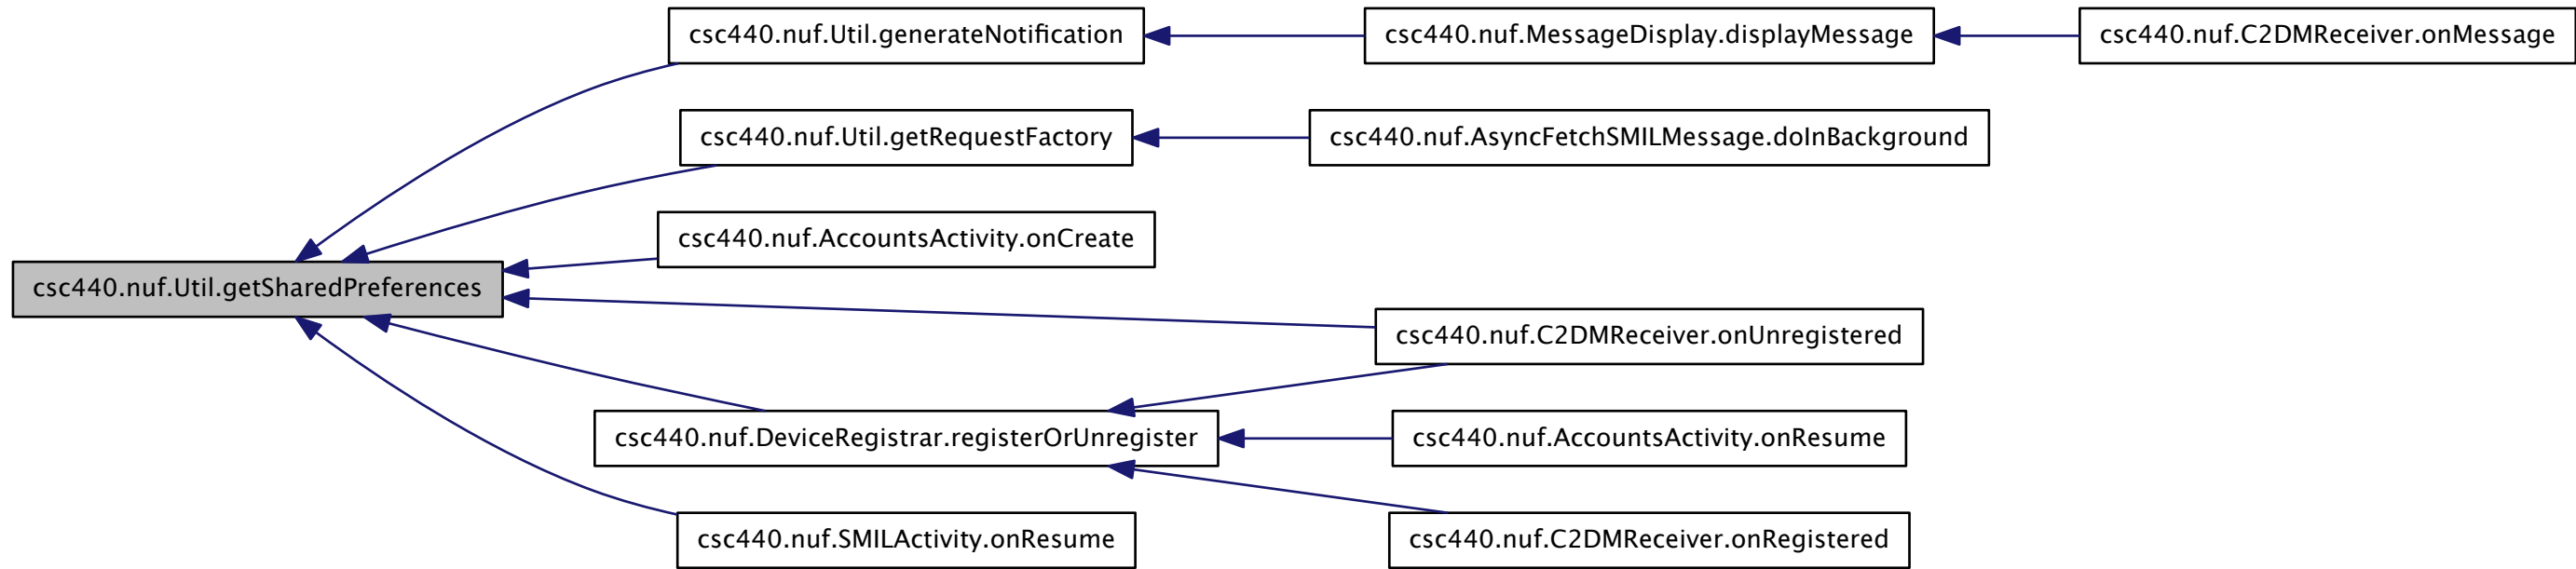 csc440.nuf.Util.generateNotification
csc440.nuf.MessageDisplay.displayMessage
csc440.nuf.C2DMReceiver.onMessage
csc440.nuf.Util.getRequestFactory
csc440.nuf.AsyncFetchSMILMessage.doInBackground
csc440.nuf.AccountsActivity.onCreate
csc440.nuf.Util.getSharedPreferences
csc440.nuf.C2DMReceiver.onUnregistered
csc440.nuf.DeviceRegistrar.registerOrUnregister
csc440.nuf.AccountsActivity.onResume
csc440.nuf.SMILActivity.onResume
csc440.nuf.C2DMReceiver.onRegistered